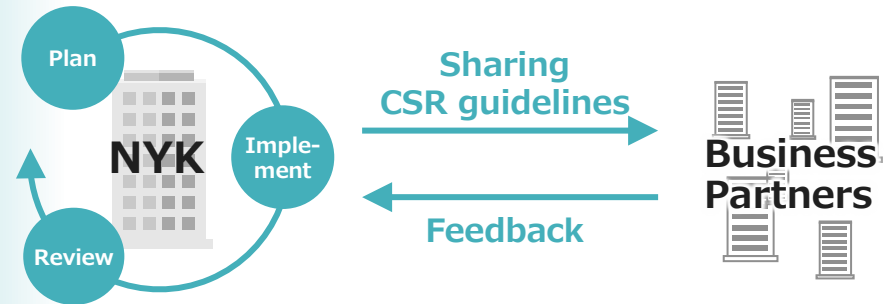 Plan
NYK
Imple-
ment
Review
Sharing
CSR guidelines
Feedback
Business
Partners